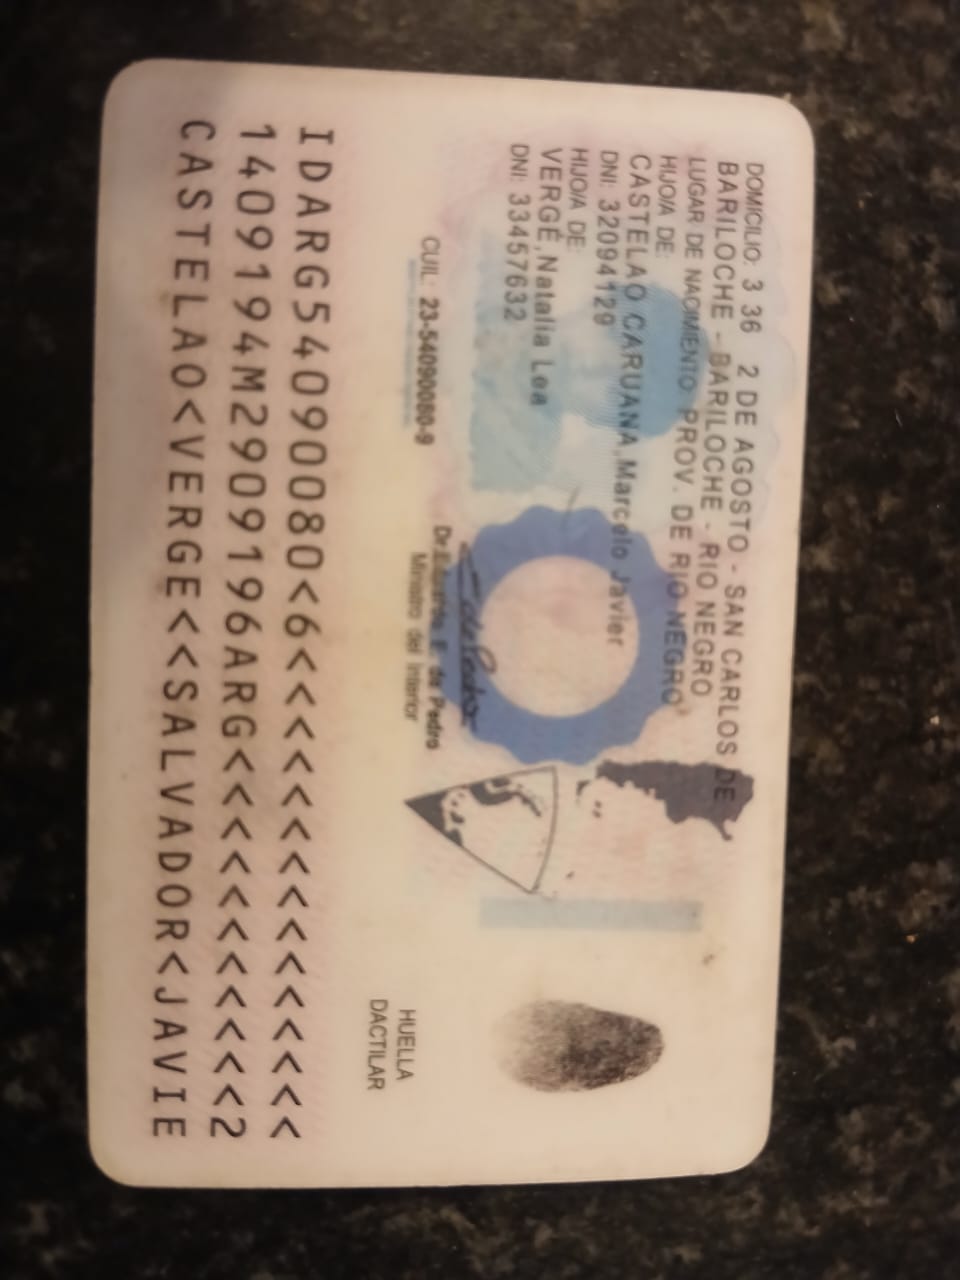 DOMICILIO: 3 36 2 DE AGOSTO - SAN CARLOS DE
BARILOCHE - BARILOCHE - RIO NEGRO
LUGAR DE NACIMIENTO: PROV. DE RIO NEGRO
HIJO/A DE:
CASTELAO CARUANA, Marcelo Javier
DNI: 32094129
HIJO/A DE:
VERGÉ, Natalia Lea
DNI: 33457632
CUIL: 23-54090080-9
Dr. Eduardo E. de Pedro
Ministro del Interior
HUELLA
DACTILAR
IDARG54090080<6<<<<<<<<<<<<<<<
1409194M2909196ARG<<<<<<<<<<<2
CASTELAO<VERGE<<SALVADOR<JAVIE